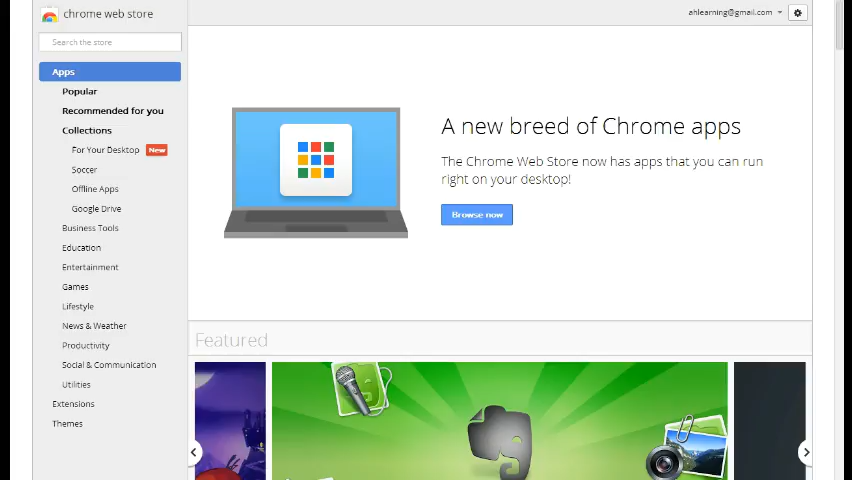 chrome web store
ahlearning@gmail.com
Search the store
Apps
Popular
Recommended for you
Collections
For Your Desktop New
Soccer
Offline Apps
Google Drive
Business Tools
Education
Entertainment
Games
Lifestyle
News & Weather
Productivity
Social & Communication
Utilities
Extensions
Themes
A new breed of Chrome apps
The Chrome Web Store now has apps that you can run
right on your desktop!
Browse now
Featured